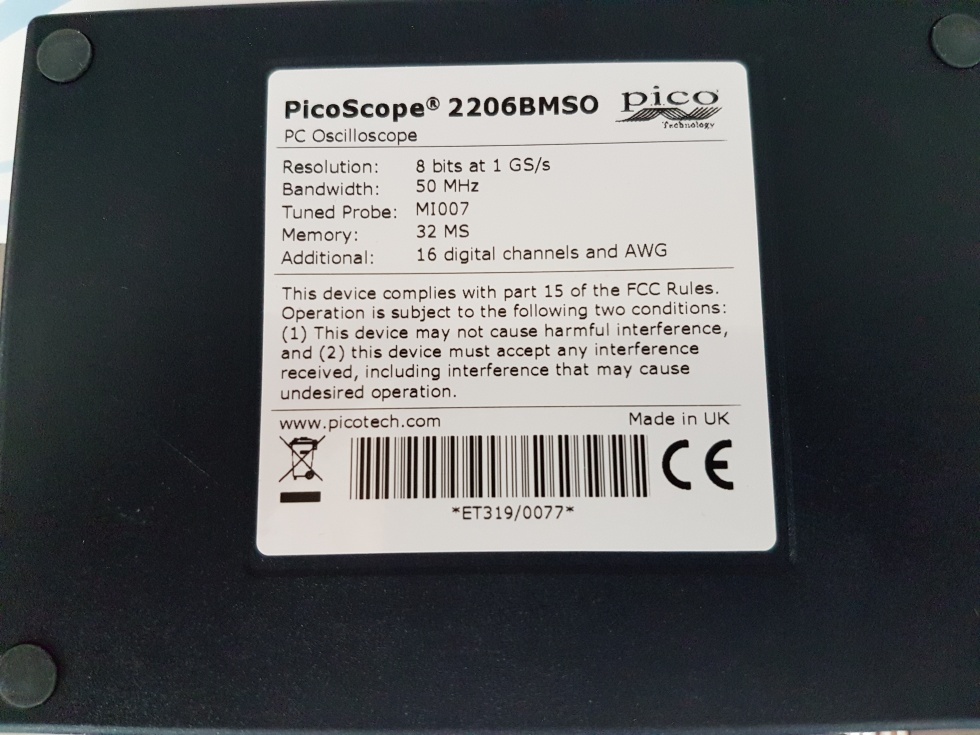 PicoScope® 2206BMSO
pico
Technology
PC Oscilloscope
Resolution: 8 bits at 1 GS/s
Bandwidth: 50 MHz
Tuned Probe: MI007
Memory: 32 MS
Additional: 16 digital channels and AWG
This device complies with part 15 of the FCC Rules.
Operation is subject to the following two conditions:
(1) This device may not cause harmful interference,
and (2) this device must accept any interference
received, including interference that may cause
undesired operation.
www.picotech.com Made in UK
CE
*ET319/0077*